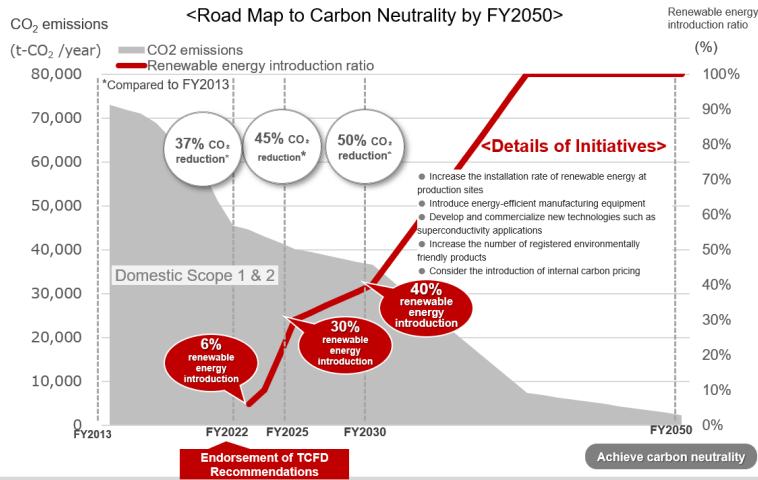 <Road Map to Carbon Neutrality by FY2050>
CO2 emissions
(t-CO₂ /year)
Renewable energy
introduction ratio
(%)
CO2 emissions
Renewable energy introduction ratio
*Compared to FY2013
80,000
70,000
60,000
50,000
40,000
30,000
20,000
10,000
0
100%
90%
80%
70%
60%
50%
40%
30%
20%
10%
0%
37% CO₂
reduction*
45% CO₂
reduction*
50% CO₂
reduction*
<Details of Initiatives>
● Increase the installation rate of renewable energy at
production sites
● Introduce energy-efficient manufacturing equipment
● Develop and commercialize new technologies such as
superconductivity applications
● Increase the number of registered environmentally
friendly products
● Consider the introduction of internal carbon pricing
Domestic Scope 1 & 2
6%
renewable
energy
introduction
30%
renewable
energy
introduction
40%
renewable
energy
introduction
FY2013
FY2022
FY2025
FY2030
FY2050
Endorsement of TCFD
Recommendations
Achieve carbon neutrality